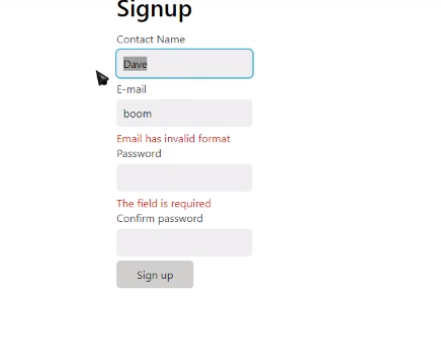 Signup
Contact Name
Dave
E-mail
boom
Email has invalid format
Password
The field is required
Confirm password
Sign up